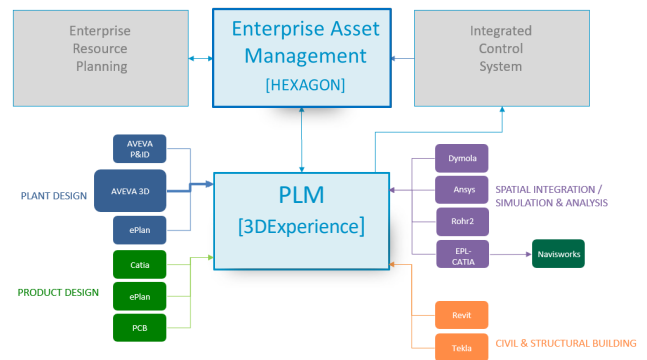 Enterprise
Resource
Planning
Enterprise Asset
Management
[HEXAGON]
Integrated
Control
System
AVEVA
P&ID
AVEVA 3D
ePlan
PLANT DESIGN
Catia
ePlan
PCB
PRODUCT DESIGN
PLM
[3DExperience]
Dymola
Ansys
Rohr2
EPL-
CATIA
Navisworks
SPATIAL INTEGRATION /
SIMULATION & ANALYSIS
Revit
Tekla
CIVIL & STRUCTURAL BUILDING